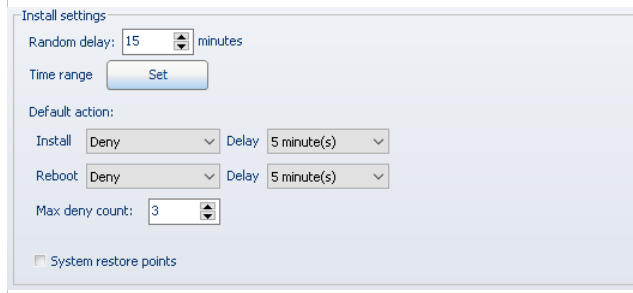 Install settings
Random delay: 15 minutes
Time range Set
Default action:
Install Deny Delay 5 minute(s)
Reboot Deny Delay 5 minute(s)
Max deny count: 3
System restore points